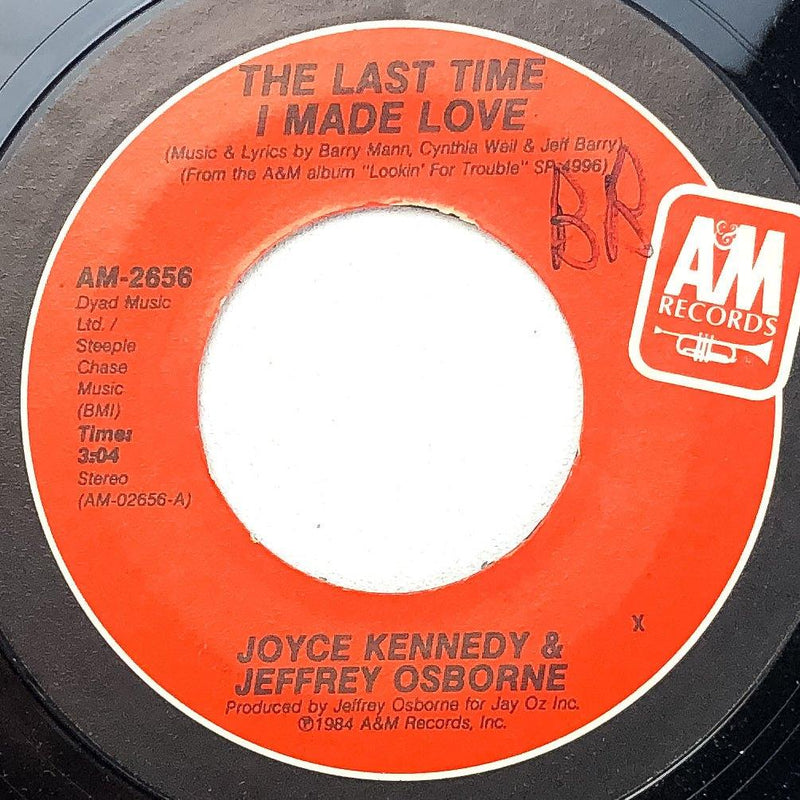 THE LAST TIME
I MADE LOVE
(Music & Lyrics by Barry Mann, Cynthia Weil & Jeff Barry)
(From the A&M album "Lookin' For Trouble" SP-4996)
BR
A&M
RECORDS
AM-2656
Dyad Music
Ltd. /
Steeple
Chase
Music
(BMI)
Time:
3:04
Stereo
(AM-02656-A)
X
JOYCE KENNEDY &
JEFFREY OSBORNE
Produced by Jeffrey Osborne for Jay Oz Inc.
℗1984 A&M Records, Inc.